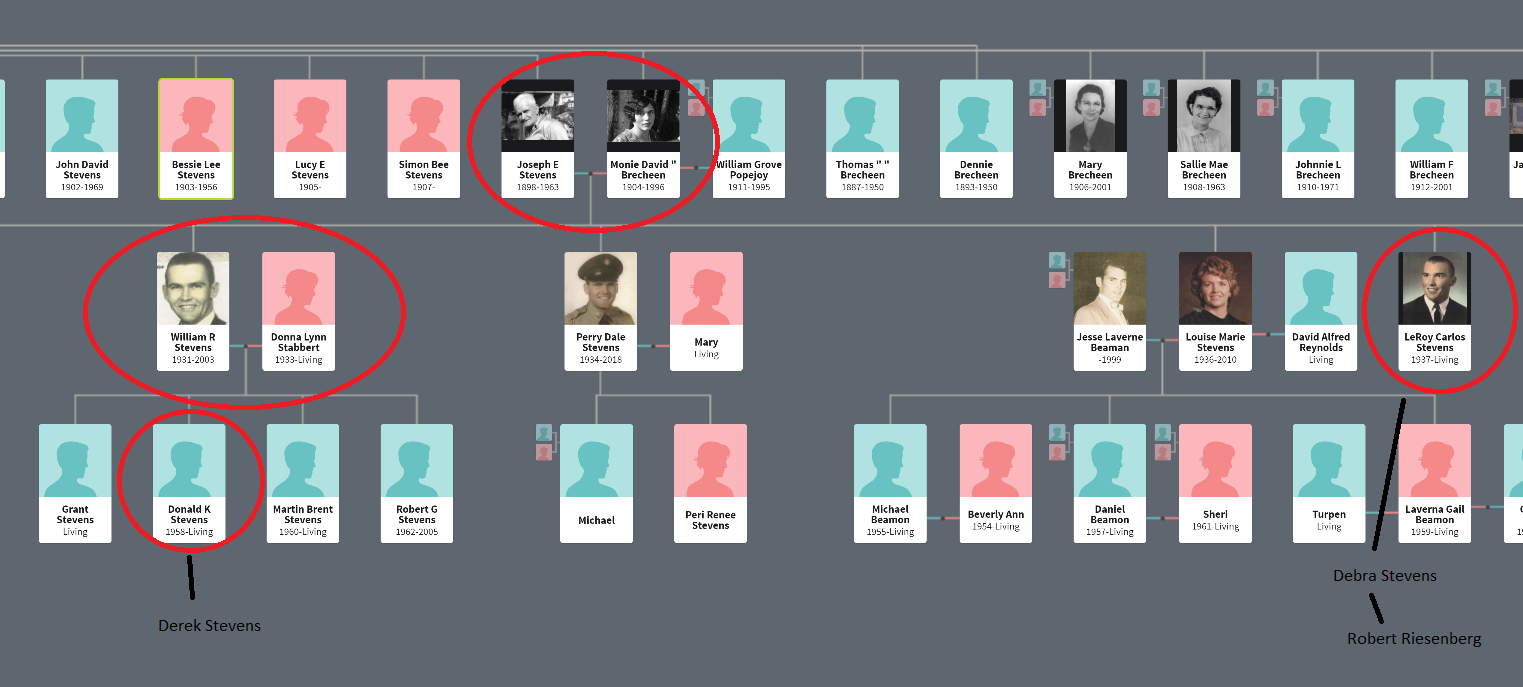 John David
Stevens
1902-1969
Bessie Lee
Stevens
1903-1956
Lucy E
Stevens
1905-
Simon Bee
Stevens
1907-
Joseph E
Stevens
1898-1963
Monie David "
Brecheen
1904-1996
William Grove
Popejoy
1911-1995
Thomas " "
Brecheen
1887-1950
Dennie
Brecheen
1893-1950
Mary
Brecheen
1906-2001
Sallie Mae
Brecheen
1908-1963
Johnnie L
Brecheen
1910-1971
William F
Brecheen
1912-2001
Ja
William R
Stevens
1931-2003
Donna Lynn
Stabbert
1933-Living
Perry Dale
Stevens
1934-2018
Mary
Living
Jesse Laverne
Beaman
-1999
Louise Marie
Stevens
1936-2010
David Alfred
Reynolds
Living
LeRoy Carlos
Stevens
1937-Living
Grant
Stevens
Living
Donald K
Stevens
1958-Living
Martin Brent
Stevens
1960-Living
Robert G
Stevens
1962-2005
Michael
Peri Renee
Stevens
Michael
Beamon
1955-Living
Beverly Ann
1954-Living
Daniel
Beamon
1957-Living
Sheri
1961-Living
Turpen
Living
Laverna Gail
Beamon
1959-Living
Debra Stevens
Derek Stevens
Robert Riesenberg